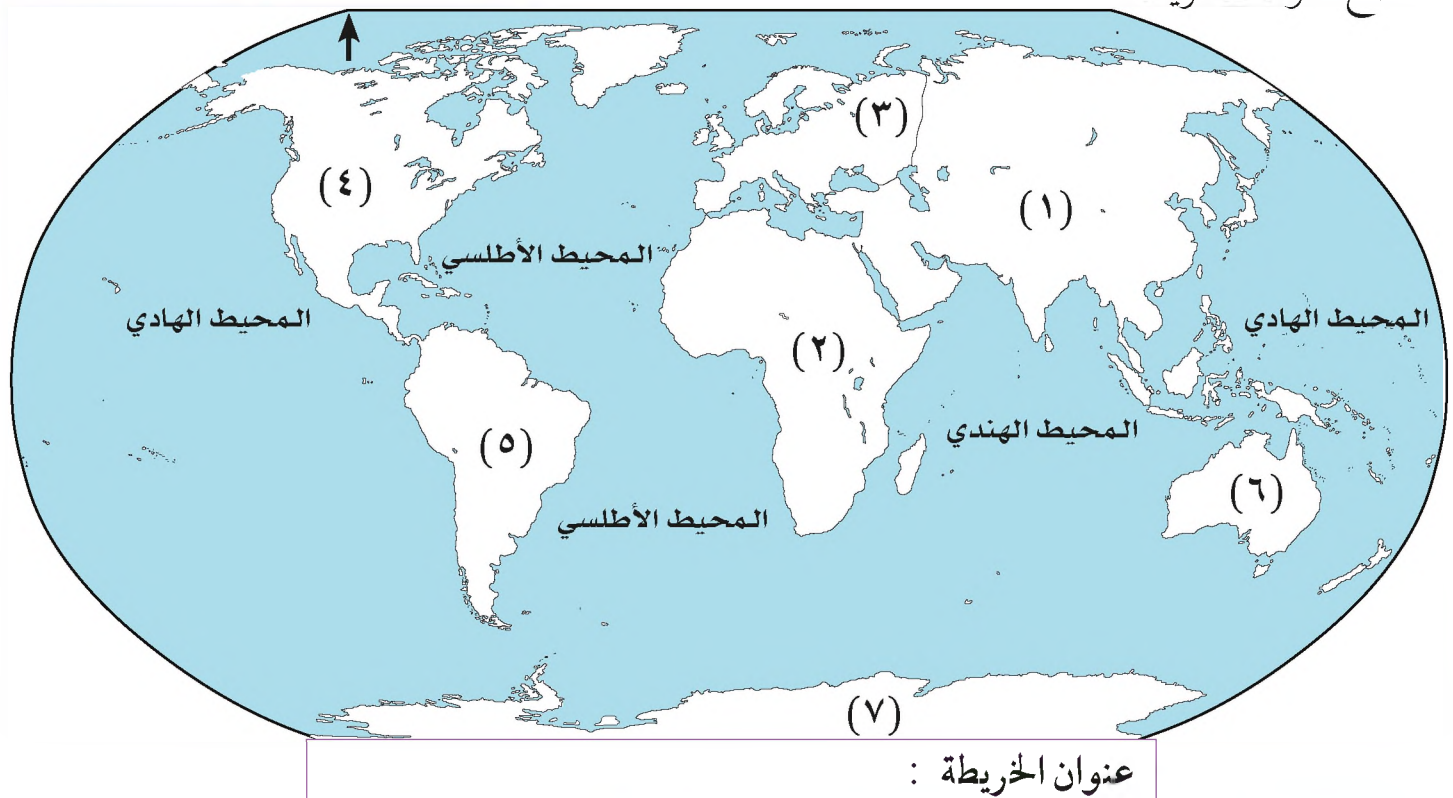 (٣)
(٤)
(١)
المحيط الأطلسي
المحيط الهادي
المحيط الهادي
(٢)
المحيط الهندي
(٥)
(٦)
المحيط الأطلسي
(٧)
عنوان الخريطة :